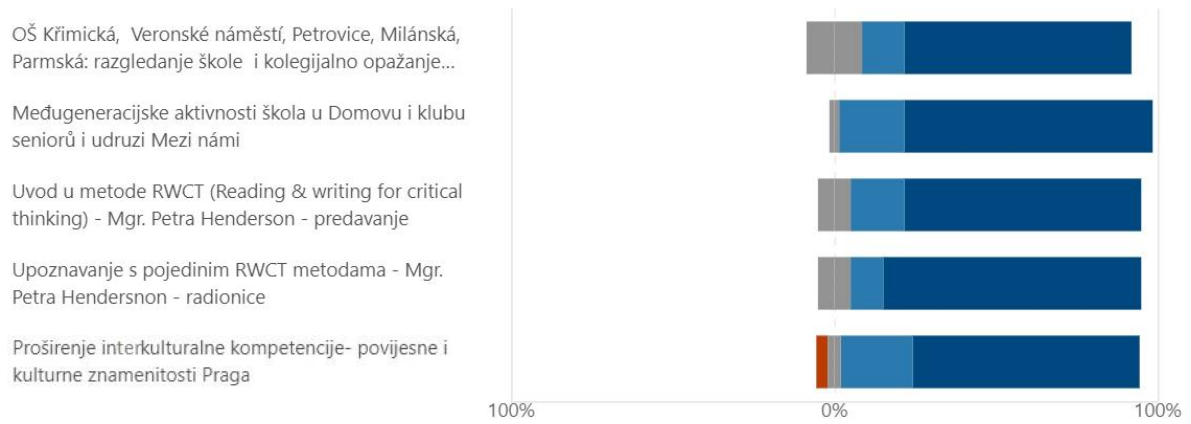 OŠ Křimická, Veronské náměstí, Petrovice, Milánská,
Parmská: razgledanje škole i kolegijalno opažanje...
Međugeneracijske aktivnosti škola u Domovu i klubu
seniorů i udruzi Mezi námi
Uvod u metode RWCT (Reading & writing for critical
thinking) - Mgr. Petra Henderson - predavanje
Upoznavanje s pojedinim RWCT metodama - Mgr.
Petra Hendersnon - radionice
Proširenje interkulturalne kompetencije- povijesne i
kulturne znamenitosti Praga
100% 0% 100%